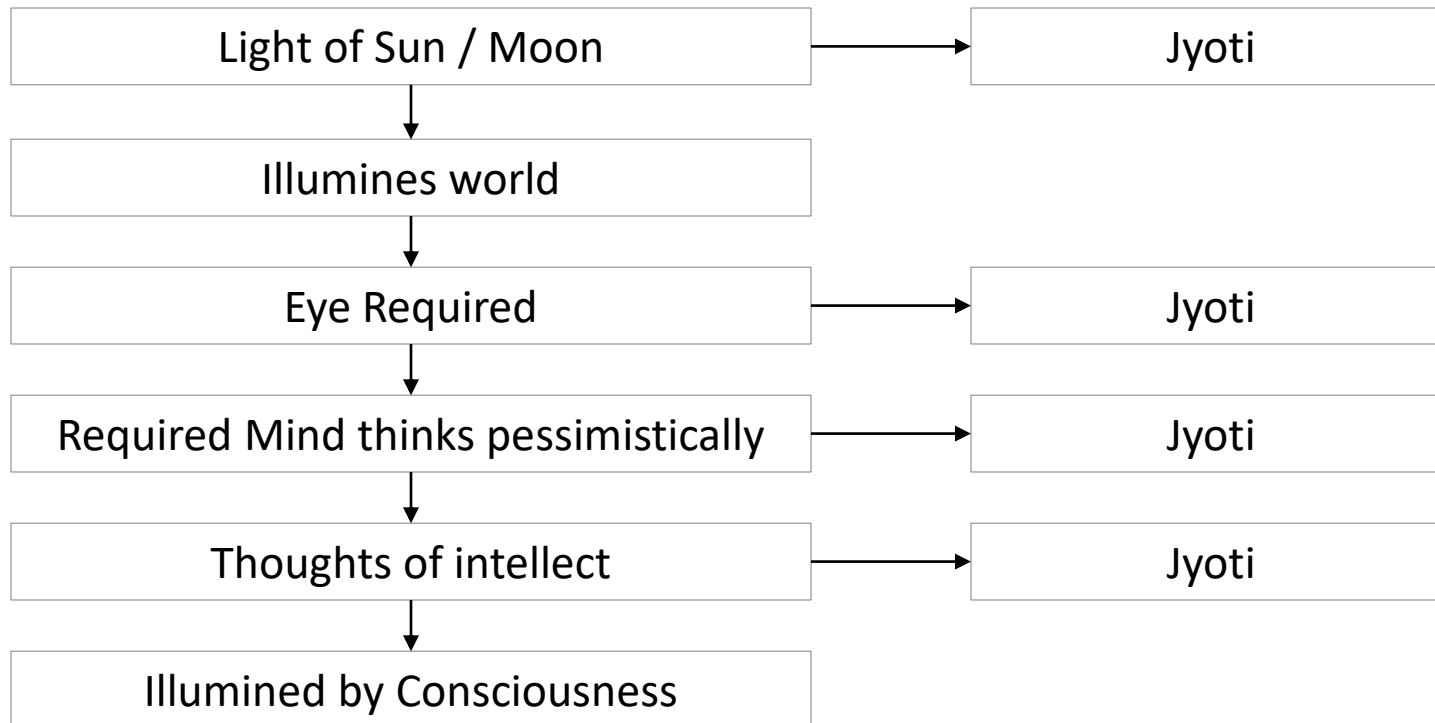 Light of Sun / Moon
Jyoti
Illumines world
Eye Required
Jyoti
Required Mind thinks pessimistically
Jyoti
Thoughts of intellect
Jyoti
Illumined by Consciousness